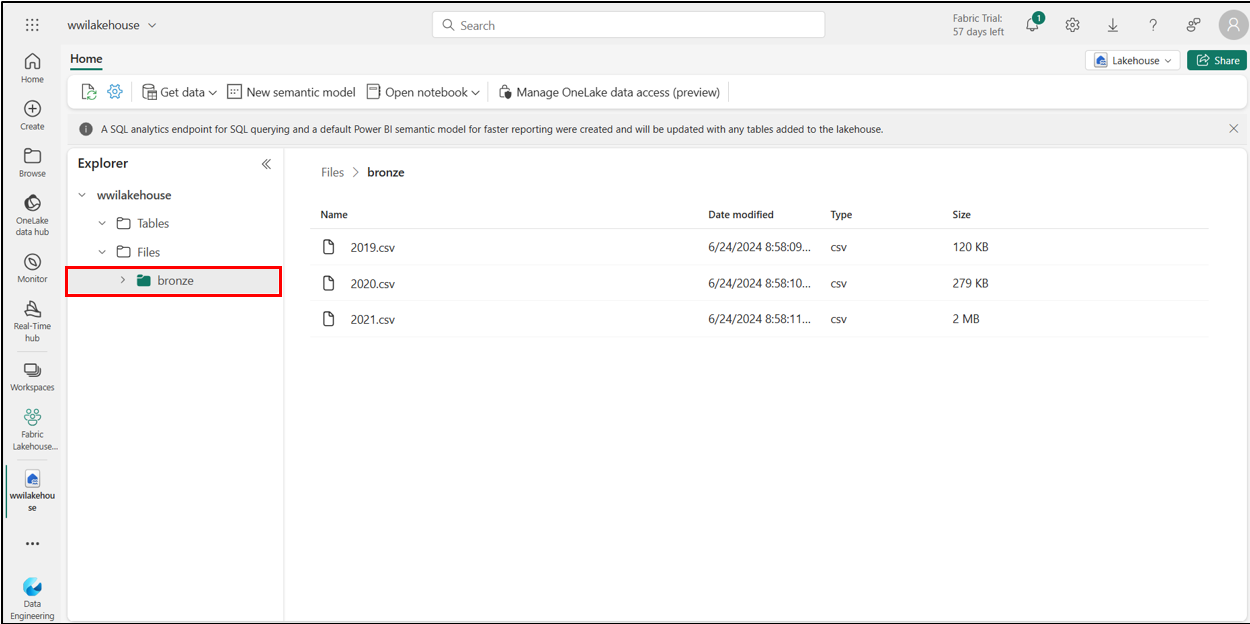 wwilakehouse
Search
Fabric Trial:
57 days left
1
Home
Create
Browse
OneLake
data hub
Monitor
Real-Time
hub
Workspaces
Fabric
Lakehouse...
wwilakehou
se
Data
Engineering
Home
Lakehouse
Share
Get data
New semantic model
Open notebook
Manage OneLake data access (preview)
A SQL analytics endpoint for SQL querying and a default Power BI semantic model for faster reporting were created and will be updated with any tables added to the lakehouse.
Explorer
wwilakehouse
Tables
Files
bronze
Files > bronze
Name Date modified Type Size
2019.csv 6/24/2024 8:58:09... csv 120 KB
2020.csv 6/24/2024 8:58:10... csv 279 KB
2021.csv 6/24/2024 8:58:11... csv 2 MB